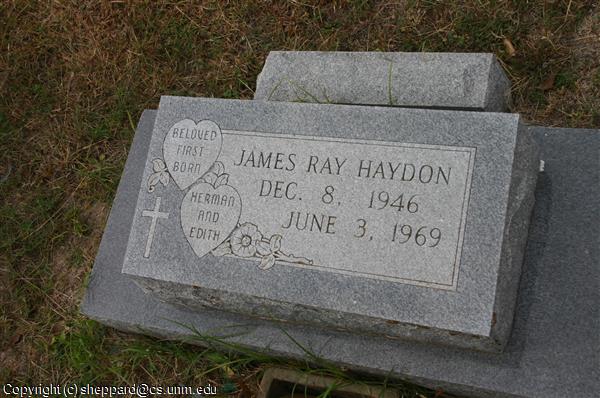 BELOVED
FIRST
BORN
HERMAN
AND
EDITH
JAMES RAY HAYDON
DEC. 8, 1946
JUNE 3, 1969
Copyright (c) sheppard@cs.unm.edu